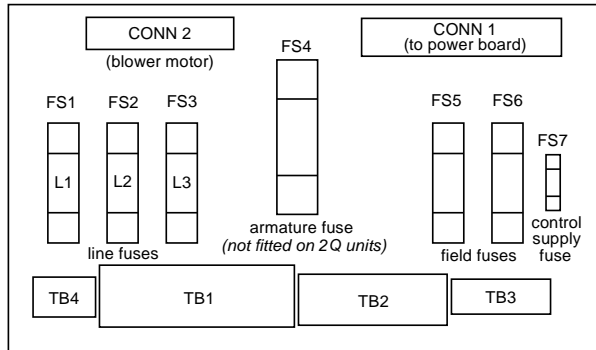 CONN 2
(blower motor)
FS4
CONN 1
(to power board)
FS1
FS2
FS3
FS5
FS6
FS7
L1
L2
L3
line fuses
armature fuse
(not fitted on 2Q units)
field fuses
control
supply
fuse
TB4
TB1
TB2
TB3